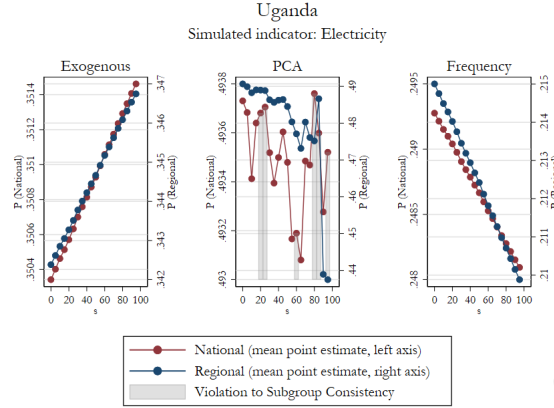 Uganda
Simulated indicator: Electricity
Exogenous
PCA
Frequency
P (National)
.3504 .3506 .3508 .351 .3512 .3514
P (Regional)
.342 .343 .344 .345 .346 .347
0 20 40 60 80 100
s
P (National)
.493 .4932 .4934 .4936 .4938
P (Regional)
.44 .45 .46 .47 .48 .49
0 20 40 60 80 100
s
P (National)
.248 .2485 .249 .2495
.21 .211 .212 .213 .214 .215
0 20 40 60 80 100
s
National (mean point estimate, left axis)
Regional (mean point estimate, right axis)
Violation to Subgroup Consistency